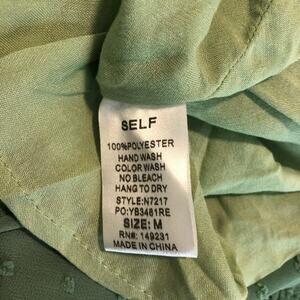 SELF
100%POLYESTER
HAND WASH
COLOR WASH
NO BLEACH
HANG TO DRY
STYLE:N7217
PO:YB3461RE
SIZE: M
RN#: 149231
MADE IN CHINA